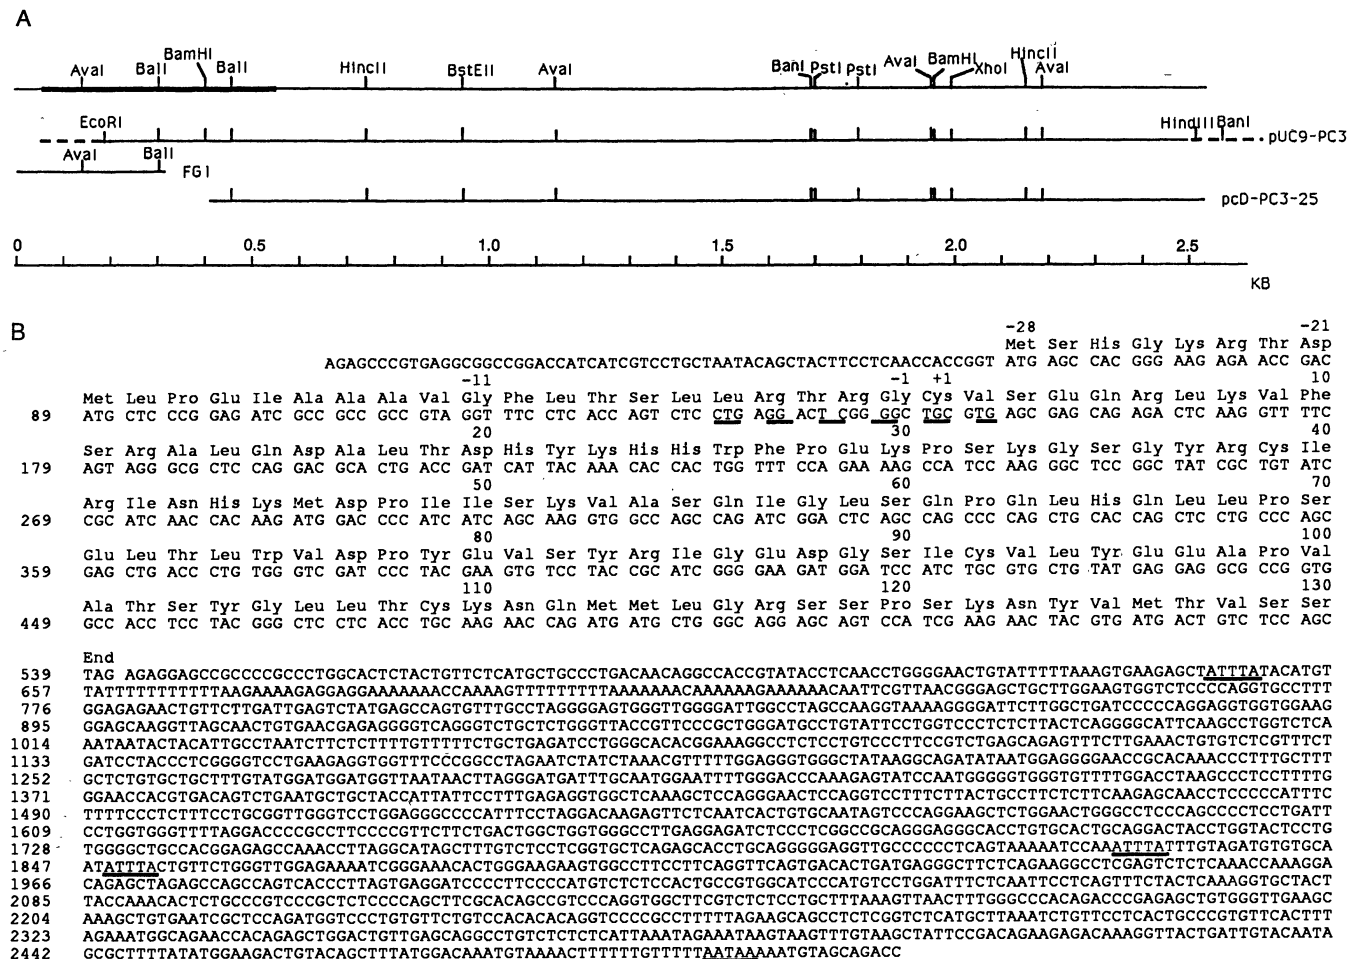 A
AvaI BalI BamHI BalI HincII BstEII AvaI BanI PstI PstI AvaI BamHI XhoI HincII AvaI
EcoRI HindIII BanI pUC9-PC3
AvaI BalI FG1
pcD-PC3-25
0 0.5 1.0 1.5 2.0 2.5
KB
B
-28 -21
Met Ser His Gly Lys Arg Thr Asp
AGAGCCCGTGAGGCGGCCGGACCATCATCGTCCTGCTAATACAGCTACTTCCTCAACCACCGGT ATG AGC CAC GGG AAG AGA ACC GAC
-11 -1 +1 10
Met Leu Pro Glu Ile Ala Ala Ala Val Gly Phe Leu Thr Ser Leu Leu Arg Thr Arg Gly Cys Val Ser Glu Gln Arg Leu Lys Val Phe
89 ATG CTC CCG GAG ATC GCC GCC GCC GTA GGT TTC CTC ACC AGT CTC CTG AGG ACT CGG GGC TGC GTG AGC GAG CAG AGA CTC AAG GTT TTC
20 30 40
Ser Arg Ala Leu Gln Asp Ala Leu Thr Asp His Tyr Lys His His Trp Phe Pro Glu Lys Pro Ser Lys Gly Ser Gly Tyr Arg Cys Ile
179 AGT AGG GCG CTC CAG GAC GCA CTG ACC GAT CAT TAC AAA CAC CAC TGG TTT CCA GAA AAG CCA TCC AAG GGC TCC GGC TAT CGC TGT ATC
50 60 70
Arg Ile Asn His Lys Met Asp Pro Ile Ile Ser Lys Val Ala Ser Gln Ile Gly Leu Ser Gln Pro Gln Leu His Gln Leu Leu Pro Ser
269 CGC ATC AAC CAC AAG ATG GAC CCC ATC ATC AGC AAG GTG GCC AGC CAG ATC GGA CTC AGC CAG CCC CAG CTG CAC CAG CTC CTG CCC AGC
80 90 100
Glu Leu Thr Leu Trp Val Asp Pro Tyr Glu Val Ser Tyr Arg Ile Gly Glu Asp Gly Ser Ile Cys Val Leu Tyr Glu Glu Ala Pro Val
359 GAG CTG ACC CTG TGG GTC GAT CCC TAC GAA GTG TCC TAC CGC ATC GGG GAA GAT GGA TCC ATC TGC GTG CTG TAT GAG GAG GCG CCG GTG
110 120 130
Ala Thr Ser Tyr Gly Leu Leu Thr Cys Lys Asn Gln Met Met Leu Gly Arg Ser Ser Pro Ser Lys Asn Tyr Val Met Thr Val Ser Ser
449 GCC ACC TCC TAC GGG CTC CTC ACC TGC AAG AAC CAG ATG ATG CTG GGC AGG AGC AGT CCA TCG AAG AAC TAC GTG ATG ACT GTC TCC AGC
End
539 TAG AGAGGAGCCGCCCCGCCCTGGCACTCTACTGTTCTCATGCTGCCCTGACAACAGGCCACCGTATACCTCAACCTGGGGAACTGTATTTTTAAAGTGAAGAGCTATTTATACATGT
657 TATTTTTTTTTTAAGAAAAGAGGAGGAAAAAAACCAAAAGTTTTTTTTTTAAAAAAACAAAAAAGAAAAAACAATTCGTTAACGGGAGCTGCTTGGAAGTGGTCTCCCCAGGTGCCTTT
776 GGAGAGAACTGTTCTTGATTGAGTCTATGAGCCAGTGTTTGCCTAGGGGAGTGGGTTGGGGATTGGCCTAGCCAAGGTAAAAGGGGATTCTTGGCTGATCCCCCAGGAGGTGGTGGAAG
895 GGAGCAAGGTTAGCAACTGTGAACGAGAGGGGTCAGGGTCTGCTCTGGGTTACCGTTCCCGCTGGGATGCCTGTATTCCTGGTCCCTCTCTTACTCAGGGGCATTCAAGCCTGGTCTCA
1014 AATAATACTACATTGCCTAATCTTCTCTTTTGTTTTTCTGCTGAGATCCTGGGCACACGGAAAGGCCTCTCCTGTCCCTTCCGTCTGAGCAGAGTTTCTTGAAACTGTGTCTCGTTTCT
1133 GATCCTACCCTCGGGGTCCTGAAGAGGTGGTTTCCCGGCCTAGAATCTATCTAAACGTTTTTGGAGGGTGGGCTATAAGGCAGATATAATGGAGGGGAACCGCACAAACCCTTTGCTTT
1252 GCTCTGTGCTGCTTTGTATGGATGGATGGTTAATAACTTAGGGATGATTTGCAATGGAATTTTGGGACCCAAAGAGTATCCAATGGGGGTGGGTGTTTTGGACCTAAGCCCTCCTTTTG
1371 GGAACCACGTGACAGTCTGAATGCTGCTACCATTATTCCTTTGAGAGGTGGCTCAAAGCTCCAGGGAACTCCAGGTCCTTTCTTACTGCCTTCTCTTCAAGAGCAACCTCCCCCATTTC
1490 TTTTCCCTCTTTCCTGCGGTTGGGTCCTGGAGGGCCCCATTTCCTAGGACAAGAGTTCTCAATCACTGTGCAATAGTCCCAGGAAGCTCTGGAACTGGGCCTCCCAGCCCCTCCTGATT
1609 CCTGGTGGGTTTTAGGACCCCGCCTTCCCCGTTCTTCTGACTGGCTGGTGGGCCTTGAGGAGATCTCCCTCGGCCGCAGGGAGGGCACCTGTGCACTGCAGGACTACCTGGTACTCCTG
1728 TGGGGCTGCCACGGAGAGCCAAACCTTAGGCATAGCTTTGTCTCCTCGGTGCTCAGAGCCTGCAGGGGGAGGTTGCCCCCCTCAGTAAAAATCCAAATTTATTTGTAGATGTGTGCA
1847 ATATTTACTGTTCTGGGTTGGAGAAAATCGGGAACACTGGGAAGAAGTGGCCTTCCTTCAGGTTCAGTGACACTGATGAGGGCTTCTCAGAAGGCCTCGAGTCTCTCAAACCAAAGGA
1966 CAGAGCTAGAGCCAGCCAGTCACCCTTAGTGAGGATCCCCTTCCCCATGTCTCTCCACTGCCGTGGCATCCCATGTCCTGGATTTCTCAATTCCTCAGTTTCTACTCAAAGGTGCTACT
2085 TACCAAACACTCTGCCCGTCCCGCTCTCCCCAGCTTCGCACAGCCGTCCCAGGTGGCTTCGTCTCTCCTGCTTTAAAGTTAACTTTGGGCCCACAGACCCGAGAGCTGTGGGTTGAAGC
2204 AAAGCTGTGAATCGCTCCAGATGGTCCCTGTGTTCTGTCCACACACAGGTCCCCGCCTTTTTAGAAGCAGCCTCTCGGTCTCATGCTTAAATCTGTTCCTCACTGCCCGTGTTCACTTT
2323 AGAAATGGCAGAACCACAGAGCTGGACTGTTGAGCAGGCCTGTCTCTCTCATTAAATAGAAATAAGTAAGTTTGTAAGCTATTCCGACAGAAGAGACAAAGGTTACTGATTGTACAATA
2442 GCGCTTTTATATGGAAGACTGTACAGCTTTATGGACAAATGTAAAACTTTTTTGTTTTTAATAAAAATGTAGCAGACC